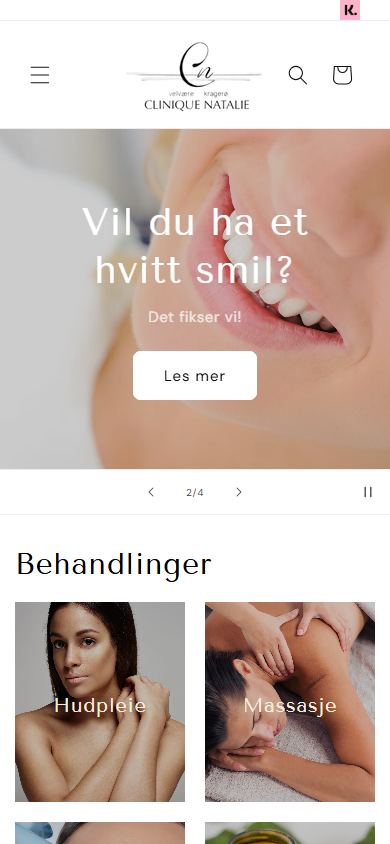 K.
Cn
velvære kragerø
CLINIQUE NATALIE
Vil du ha et
hvitt smil?
Det fikser vi!
Les mer
2/4
Behandlinger
Hudpleie
Massasje